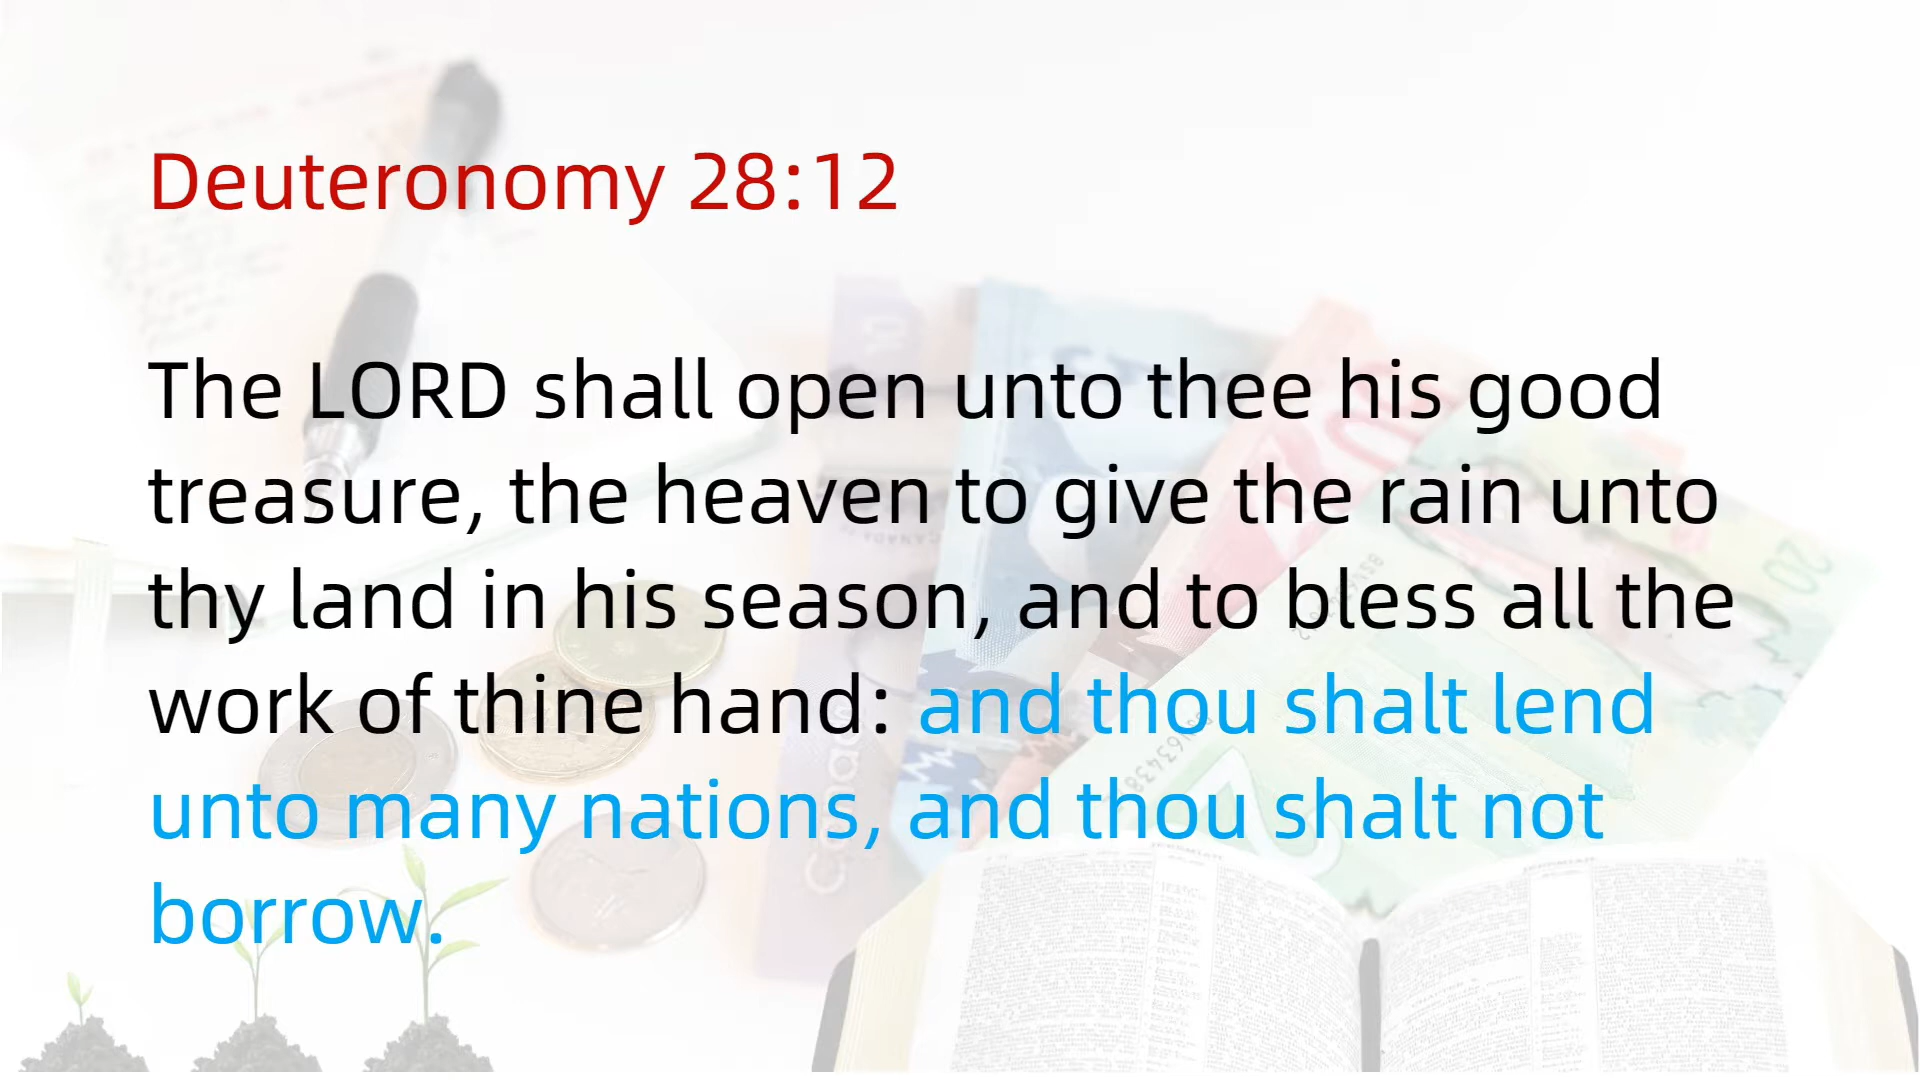 Deuteronomy 28:12
The LORD shall open unto thee his good
treasure, the heaven to give the rain unto
thy land in his season, and to bless all the
work of thine hand: and thou shalt lend
unto many nations, and thou shalt not
borrow.